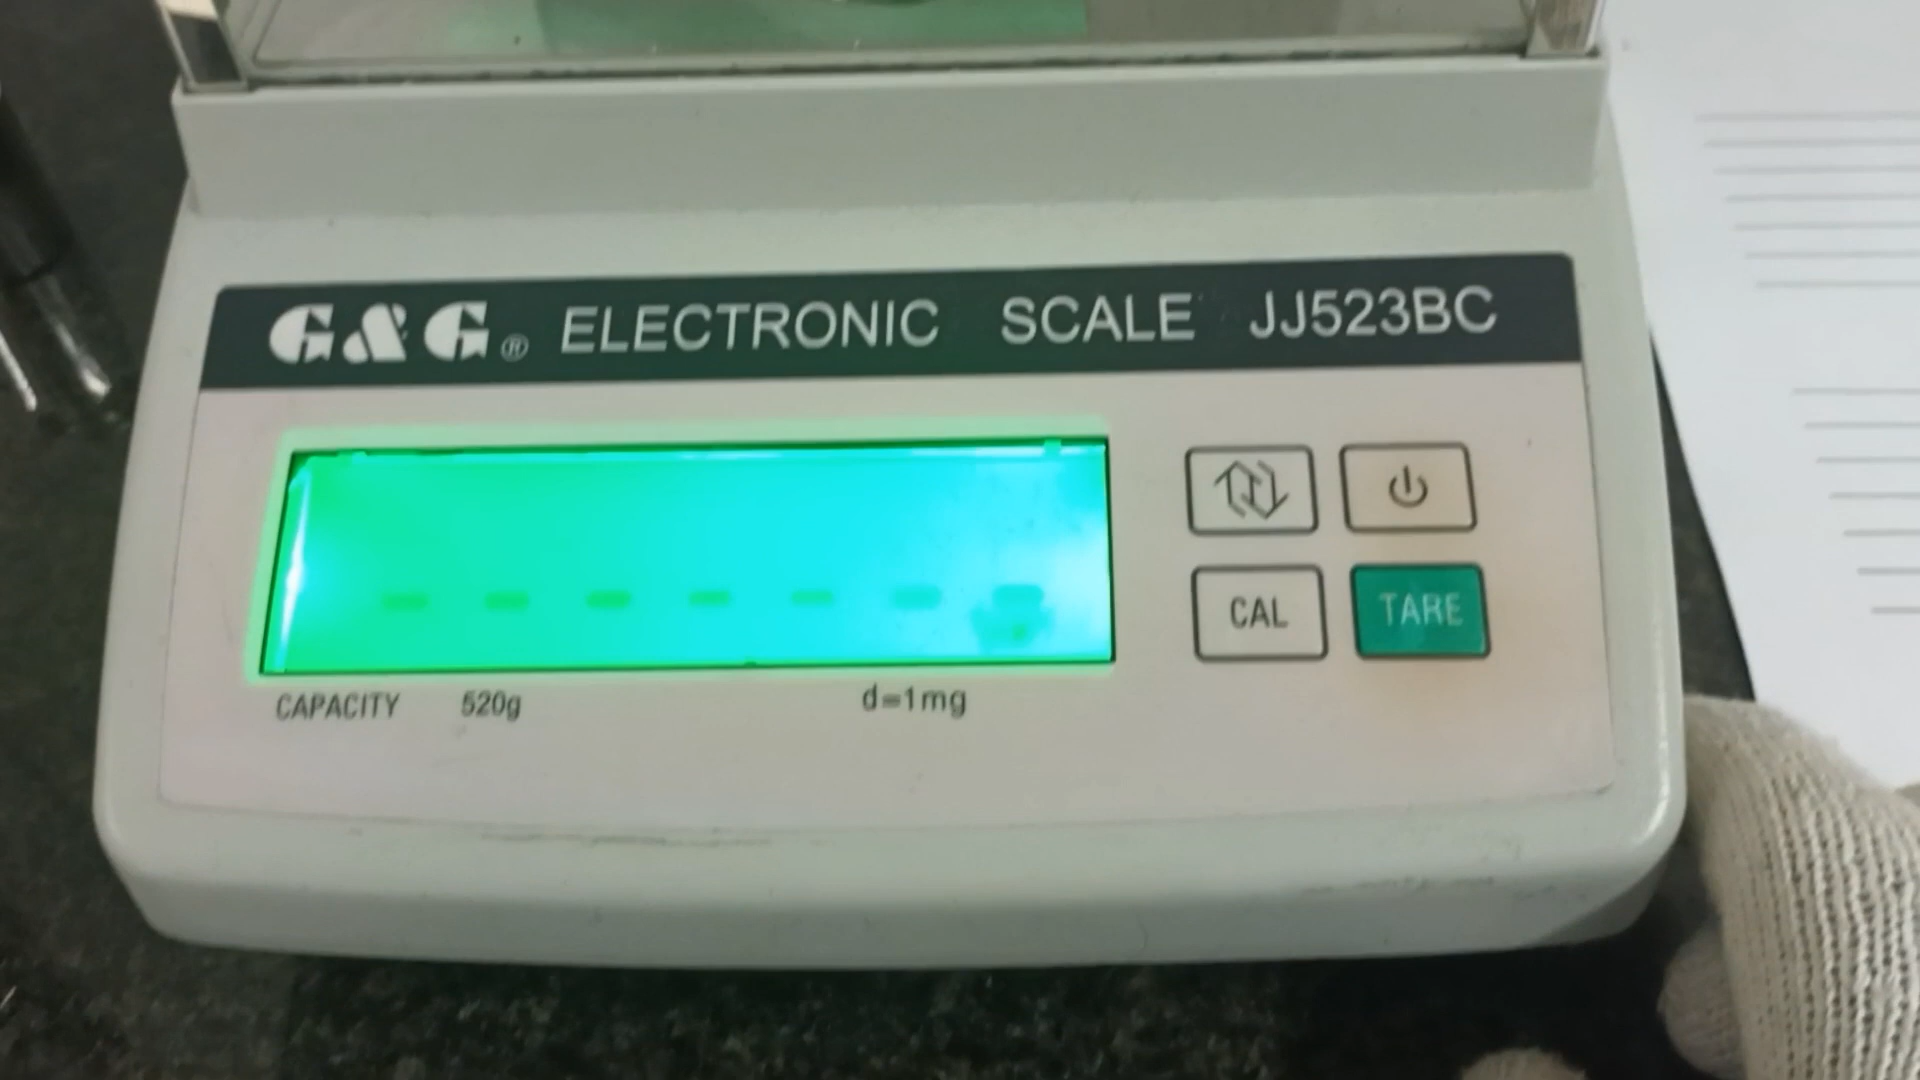 G&G® ELECTRONIC SCALE JJ523BC
- - - - - - -
CAPACITY 520g d=1mg
CAL TARE